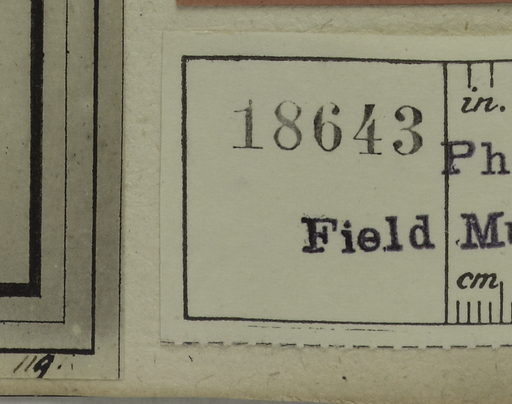 18643
in.
Ph
Field Mu
cm
119.